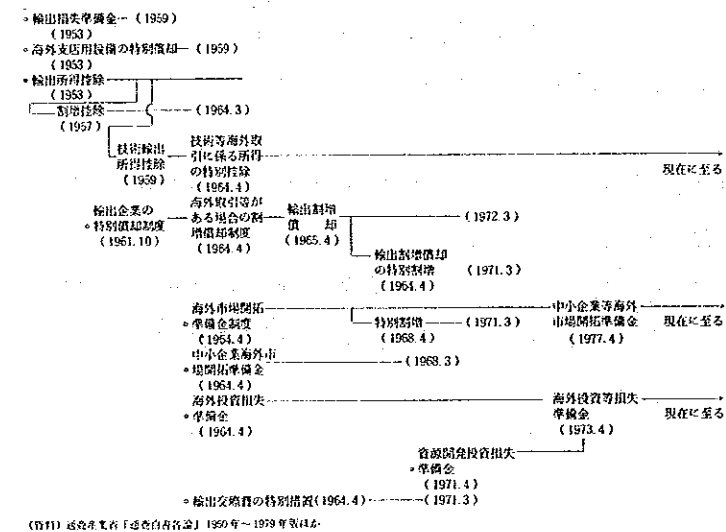 輸出損失準備金 (1959)
(1953)
海外支店用設備の特別償却 (1959)
(1953)
輸出所得控除
(1953)
割増控除 (1964.3)
(1957)
技術輸出
所得控除
(1959)
技術等海外取
引に係る所得
の特別控除
(1964.4)
現在に至る
輸出企業の
特別償却制度
(1961.10)
海外取引等が
ある場合の割
増償却制度
(1964.4)
輸出割増
償却
(1965.4)
(1972.3)
輸出割増償却
の特別割増 (1971.3)
(1964.4)
海外市場開拓
準備金制度
(1964.4)
特別割増 (1971.3)
(1968.4)
中小企業等海外
市場開拓準備金
(1977.4)
現在に至る
中小企業海外市
場開拓準備金 (1968.3)
(1964.4)
海外投資損失
準備金
(1964.4)
海外投資等損失
準備金
(1973.4)
現在に至る
資源開発投資損失
準備金
(1971.4)
輸出交際費の特別措置(1964.4) (1971.3)
(資料) 通商産業省「通商白書各論」1950年〜1979年版ほか